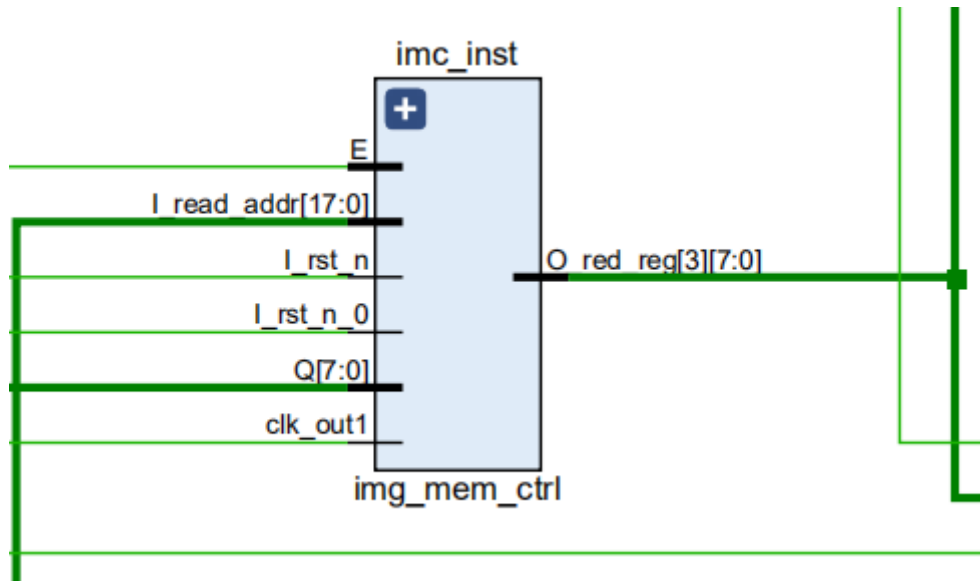 imc_inst
E
I_read_addr[17:0]
I_rst_n
O_red_reg[3][7:0]
I_rst_n_0
Q[7:0]
clk_out1
img_mem_ctrl